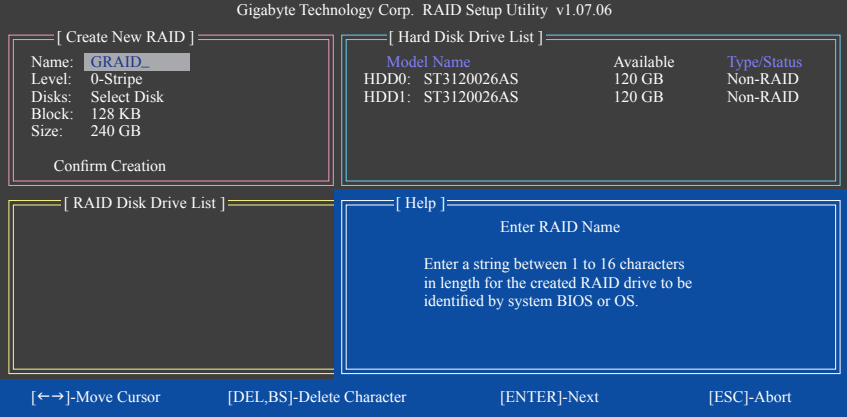 Gigabyte Technology Corp. RAID Setup Utility v1.07.06
[ Create New RAID ]
Name: GRAID_
Level: 0-Stripe
Disks: Select Disk
Block: 128 KB
Size: 240 GB
Confirm Creation
[ Hard Disk Drive List ]
Model Name Available Type/Status
HDD0: ST3120026AS 120 GB Non-RAID
HDD1: ST3120026AS 120 GB Non-RAID
[ RAID Disk Drive List ]
[ Help ]
Enter RAID Name
Enter a string between 1 to 16 characters
in length for the created RAID drive to be
identified by system BIOS or OS.
[←→]-Move Cursor [DEL,BS]-Delete Character [ENTER]-Next [ESC]-Abort